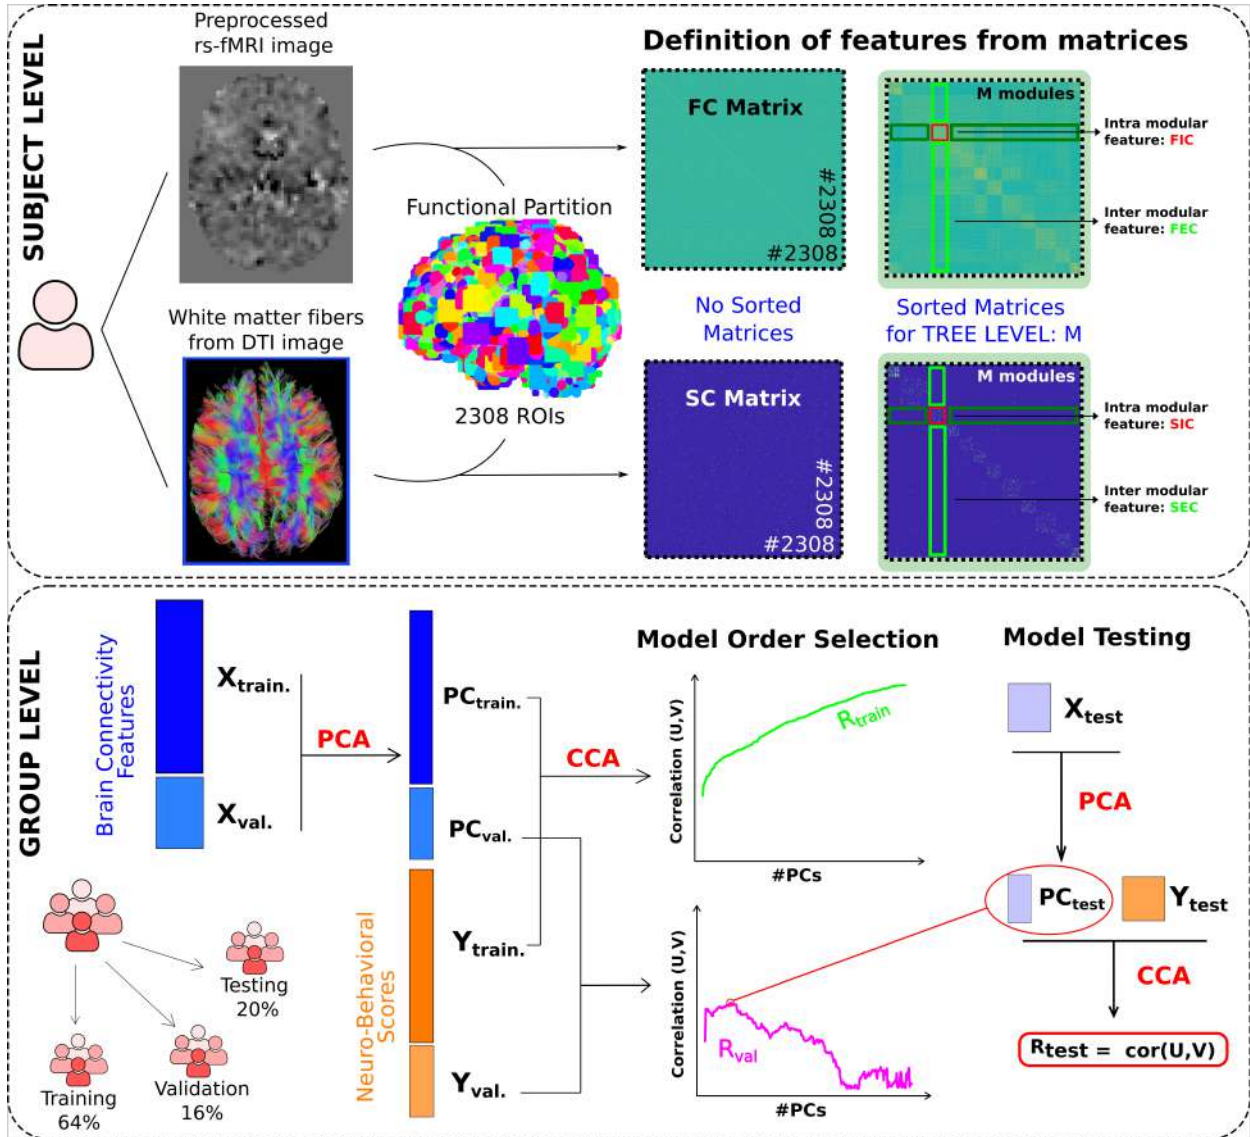 SUBJECT LEVEL
Preprocessed
rs-fMRI image
White matter fibers
from DTI image
Functional Partition
2308 ROIs
Definition of features from matrices
FC Matrix
#2308
#2308
M modules
Intra modular
feature: FIC
Inter modular
feature: FEC
No Sorted
Matrices
Sorted Matrices
for TREE LEVEL: M
SC Matrix
#2308
#2308
M modules
Intra modular
feature: SIC
Inter modular
feature: SEC
GROUP LEVEL
Brain Connectivity
Features
Xtrain.
Xval.
PCA
PCtrain.
PCval.
Neuro-Behavioral
Scores
Ytrain.
Yval.
CCA
Testing
20%
Training
64%
Validation
16%
Model Order Selection
Correlation (U,V)
Rtrain
#PCs
Correlation (U,V)
Rval
#PCs
Model Testing
Xtest
PCA
PCtest
Ytest
CCA
Rtest = cor(U,V)